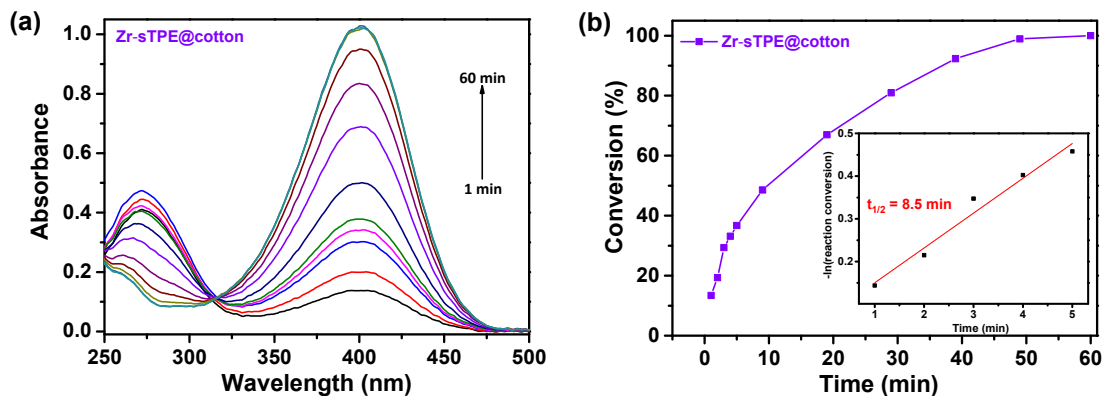 (a)
Zr-sTPE@cotton
60 min
1 min
Absorbance
1.0
0.8
0.6
0.4
0.2
0.0
250 300 350 400 450 500
Wavelength (nm)
(b)
Zr-sTPE@cotton
Conversion (%)
100
80
60
40
20
0
0 10 20 30 40 50 60
Time (min)
-ln(reaction conversion)
0.5
0.4
0.3
0.2
t1/2 = 8.5 min
1 2 3 4 5
Time (min)